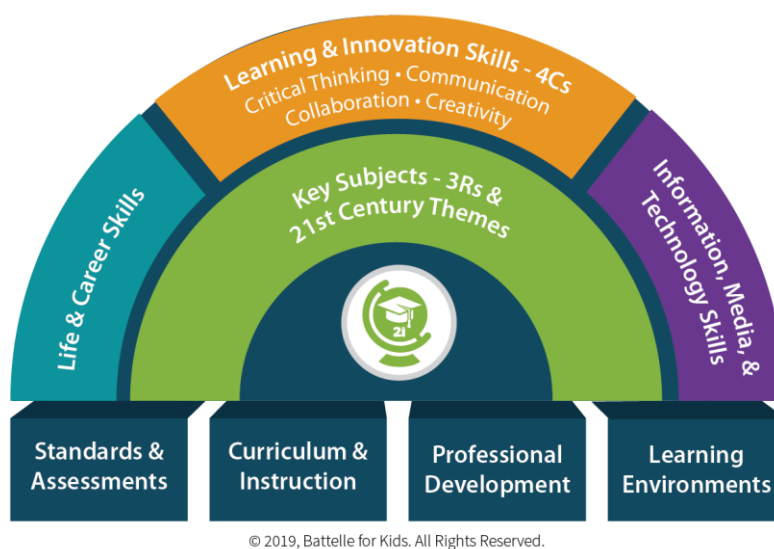 Learning & Innovation Skills - 4Cs
Critical Thinking • Communication
Collaboration • Creativity
Life & Career Skills
Key Subjects - 3Rs &
21st Century Themes
Information, Media, &
Technology Skills
21
Standards &
Assessments
Curriculum &
Instruction
Professional
Development
Learning
Environments
© 2019, Battelle for Kids. All Rights Reserved.